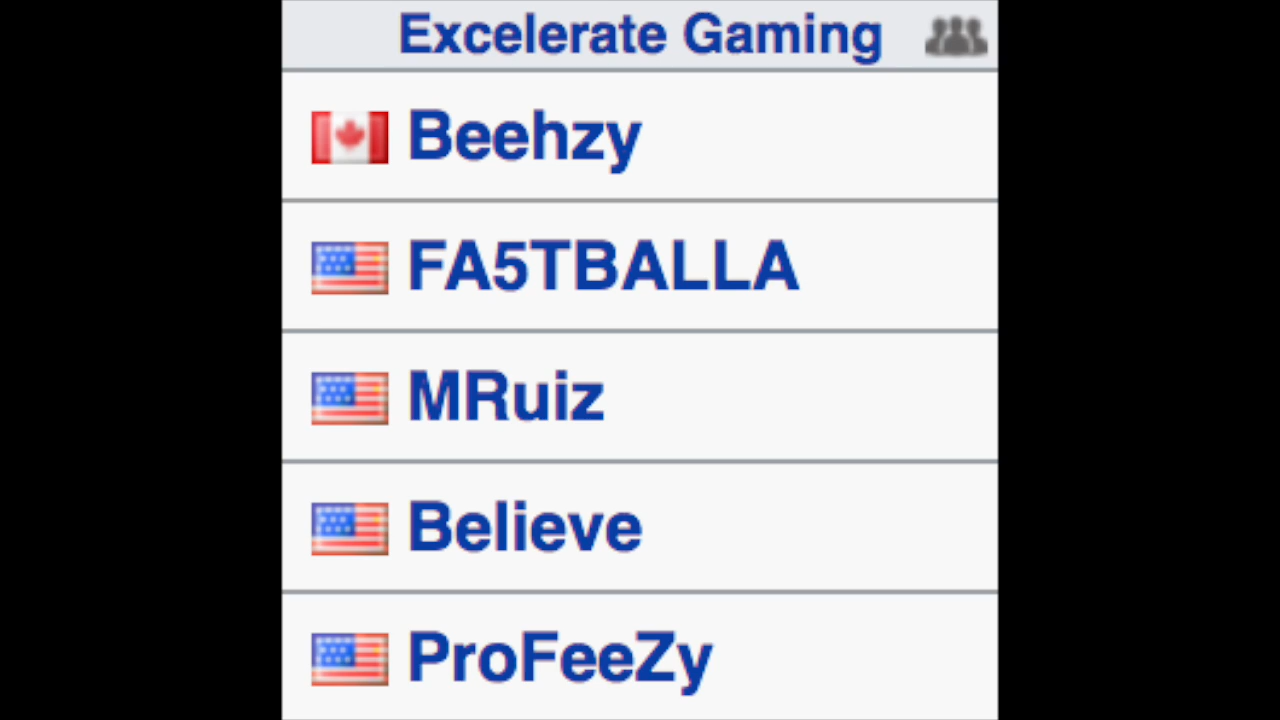 Excelerate Gaming
Beehzy
FA5TBALLA
MRuiz
Believe
ProFeeZy